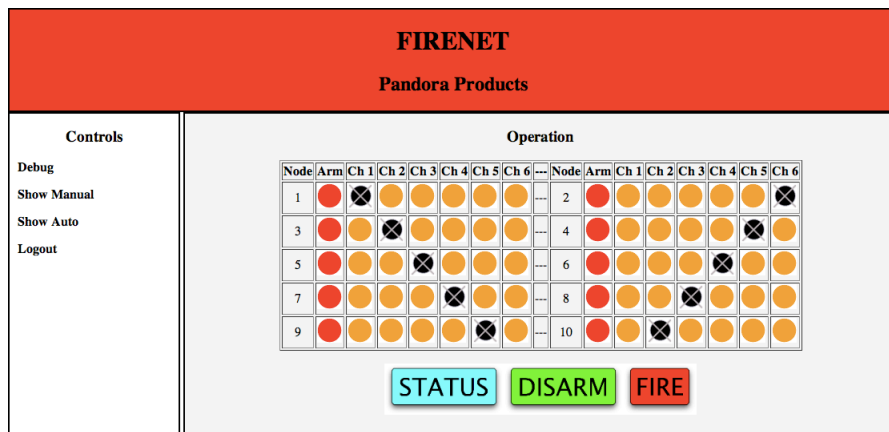 FIRENET
Pandora Products
Controls
Debug
Show Manual
Show Auto
Logout
Operation
Node Arm Ch 1 Ch 2 Ch 3 Ch 4 Ch 5 Ch 6 --- Node Arm Ch 1 Ch 2 Ch 3 Ch 4 Ch 5 Ch 6
1 --- 2
3 --- 4
5 --- 6
7 --- 8
9 --- 10
STATUS DISARM FIRE